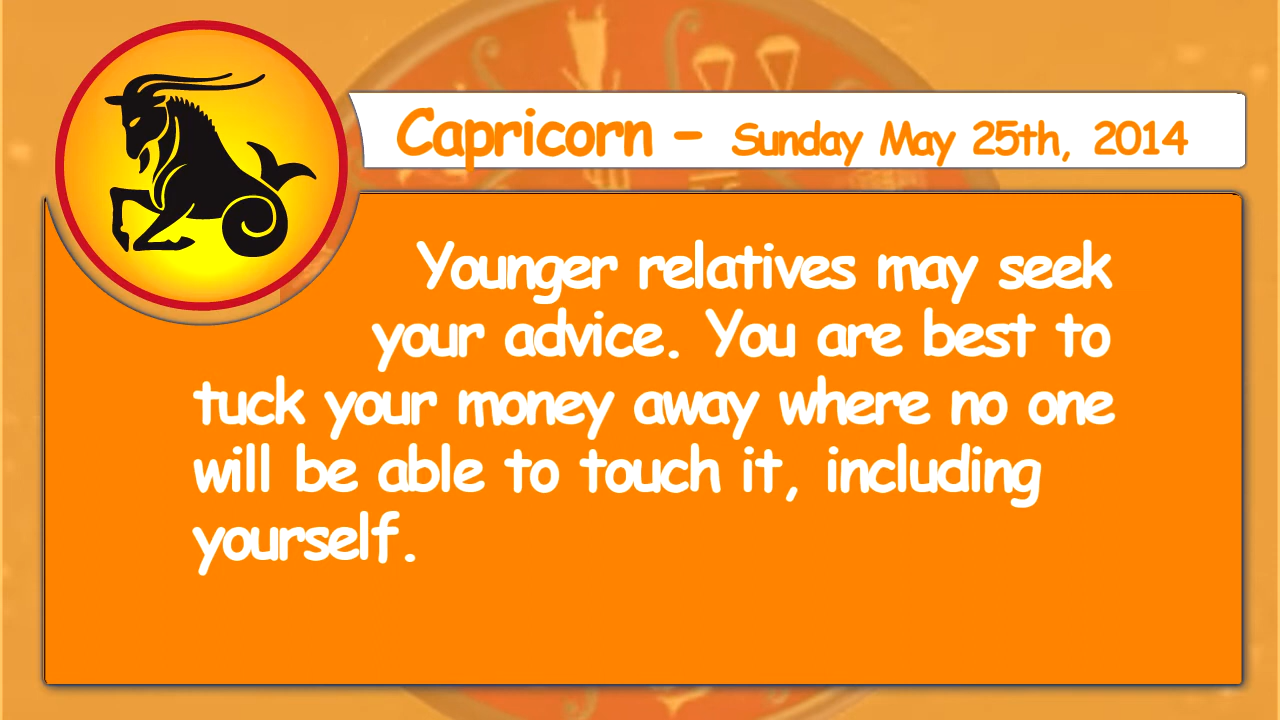 Capricorn - Sunday May 25th, 2014
Younger relatives may seek
your advice. You are best to
tuck your money away where no one
will be able to touch it, including
yourself.